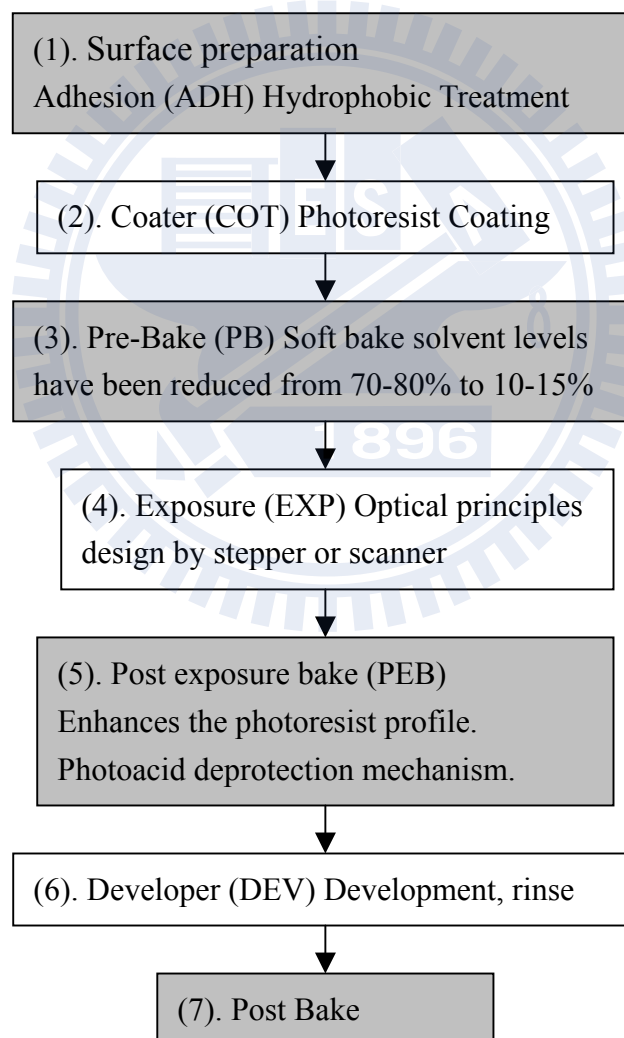 (1). Surface preparation
Adhesion (ADH) Hydrophobic Treatment
(2). Coater (COT) Photoresist Coating
(3). Pre-Bake (PB) Soft bake solvent levels
have been reduced from 70-80% to 10-15%
1896
(4). Exposure (EXP) Optical principles
design by stepper or scanner
(5). Post exposure bake (PEB)
Enhances the photoresist profile.
Photoacid deprotection mechanism.
(6). Developer (DEV) Development, rinse
(7). Post Bake